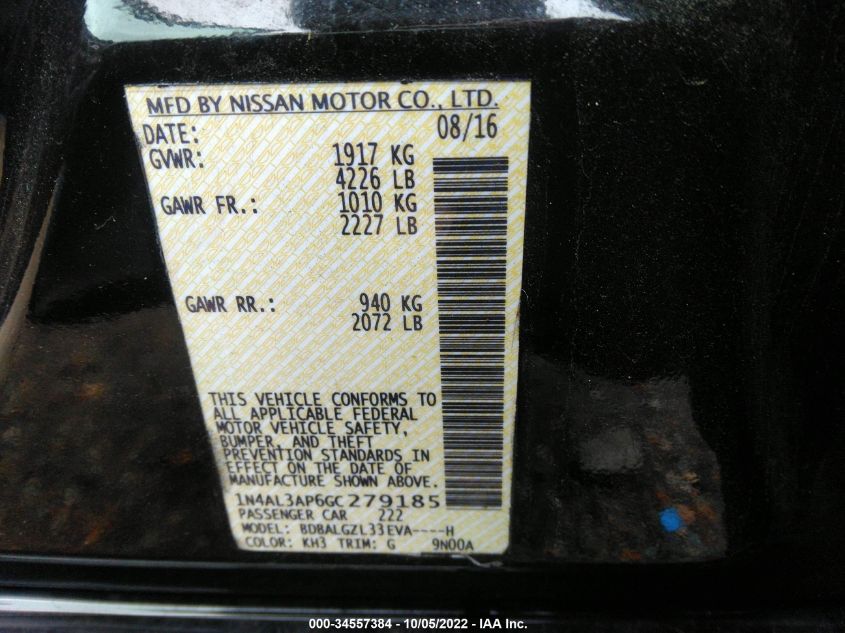 MFD BY NISSAN MOTOR CO., LTD.
DATE: 08/16
GVWR: 1917 KG
4226 LB
GAWR FR.: 1010 KG
2227 LB
GAWR RR.: 940 KG
2072 LB
THIS VEHICLE CONFORMS TO
ALL APPLICABLE FEDERAL
MOTOR VEHICLE SAFETY,
BUMPER, AND THEFT
PREVENTION STANDARDS IN
EFFECT ON THE DATE OF
MANUFACTURE SHOWN ABOVE.
1N4AL3AP6GC279185
PASSENGER CAR 222
MODEL: BDBALGZL33EVA----H
COLOR: KH3 TRIM: G 9N00A
000-34557384 - 10/05/2022 - IAA Inc.